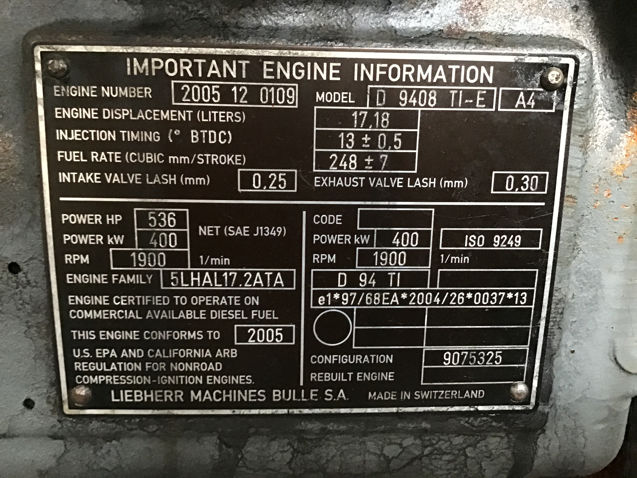 IMPORTANT ENGINE INFORMATION
ENGINE NUMBER 2005 12 0109 MODEL D 9408 TI-E A4
ENGINE DISPLACEMENT (LITERS) 17,18
INJECTION TIMING (° BTDC) 13 ± 0,5
FUEL RATE (CUBIC mm/STROKE) 248 ± 7
INTAKE VALVE LASH (mm) 0,25 EXHAUST VALVE LASH (mm) 0,30
POWER HP 536
POWER kW 400 NET (SAE J1349)
RPM 1900 1/min
ENGINE FAMILY 5LHAL17.2ATA
ENGINE CERTIFIED TO OPERATE ON
COMMERCIAL AVAILABLE DIESEL FUEL
THIS ENGINE CONFORMS TO 2005
U.S. EPA AND CALIFORNIA ARB
REGULATION FOR NONROAD
COMPRESSION-IGNITION ENGINES.
CODE
POWER kW 400 ISO 9249
RPM 1900 1/min
D 94 TI
e1*97/68EA*2004/26*0037*13
CONFIGURATION 9075325
REBUILT ENGINE
LIEBHERR MACHINES BULLE S.A. MADE IN SWITZERLAND